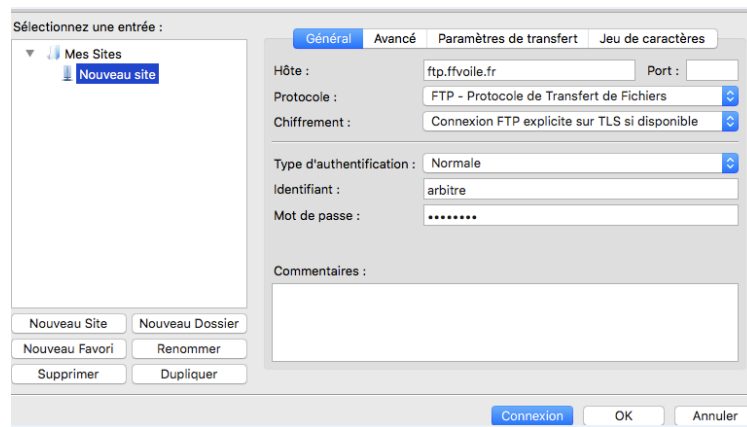 Sélectionnez une entrée :
Mes Sites
Nouveau site
Nouveau Site
Nouveau Dossier
Nouveau Favori
Renommer
Supprimer
Dupliquer
Général
Avancé
Paramètres de transfert
Jeu de caractères
Hôte :
ftp.ffvoile.fr
Port :
Protocole :
FTP - Protocole de Transfert de Fichiers
Chiffrement :
Connexion FTP explicite sur TLS si disponible
Type d'authentification :
Normale
Identifiant :
arbitre
Mot de passe :
••••••••
Commentaires :
Connexion
OK
Annuler